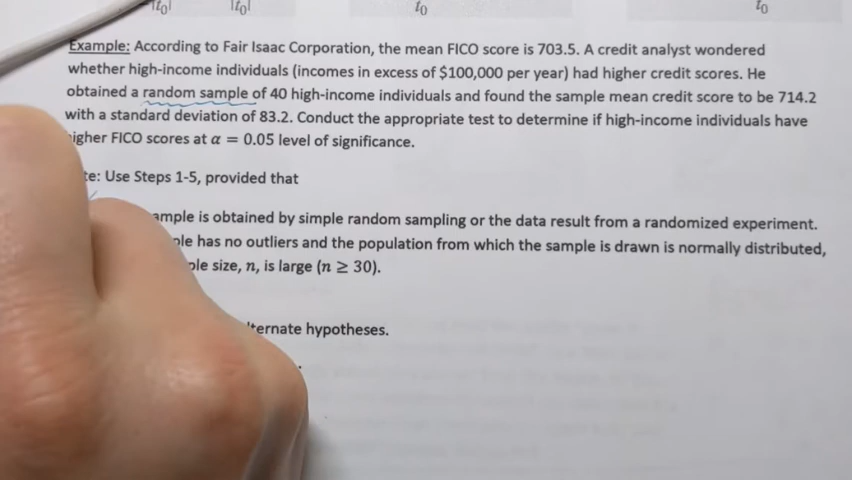 |t₀| |t₀| t₀ t₀
Example: According to Fair Isaac Corporation, the mean FICO score is 703.5. A credit analyst wondered
whether high-income individuals (incomes in excess of $100,000 per year) had higher credit scores. He
obtained a random sample of 40 high-income individuals and found the sample mean credit score to be 714.2
with a standard deviation of 83.2. Conduct the appropriate test to determine if high-income individuals have
igher FICO scores at α = 0.05 level of significance.
te: Use Steps 1-5, provided that
ample is obtained by simple random sampling or the data result from a randomized experiment.
ple has no outliers and the population from which the sample is drawn is normally distributed,
ple size, n, is large (n ≥ 30).
lternate hypotheses.